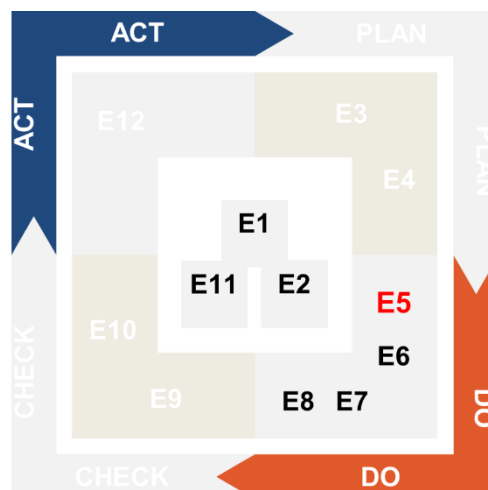 ACT
PLAN
ACT
PLAN
E12
E3
E4
E1
E11
E2
E5
E10
E6
E9
E8
E7
CHECK
DO
CHECK
DO